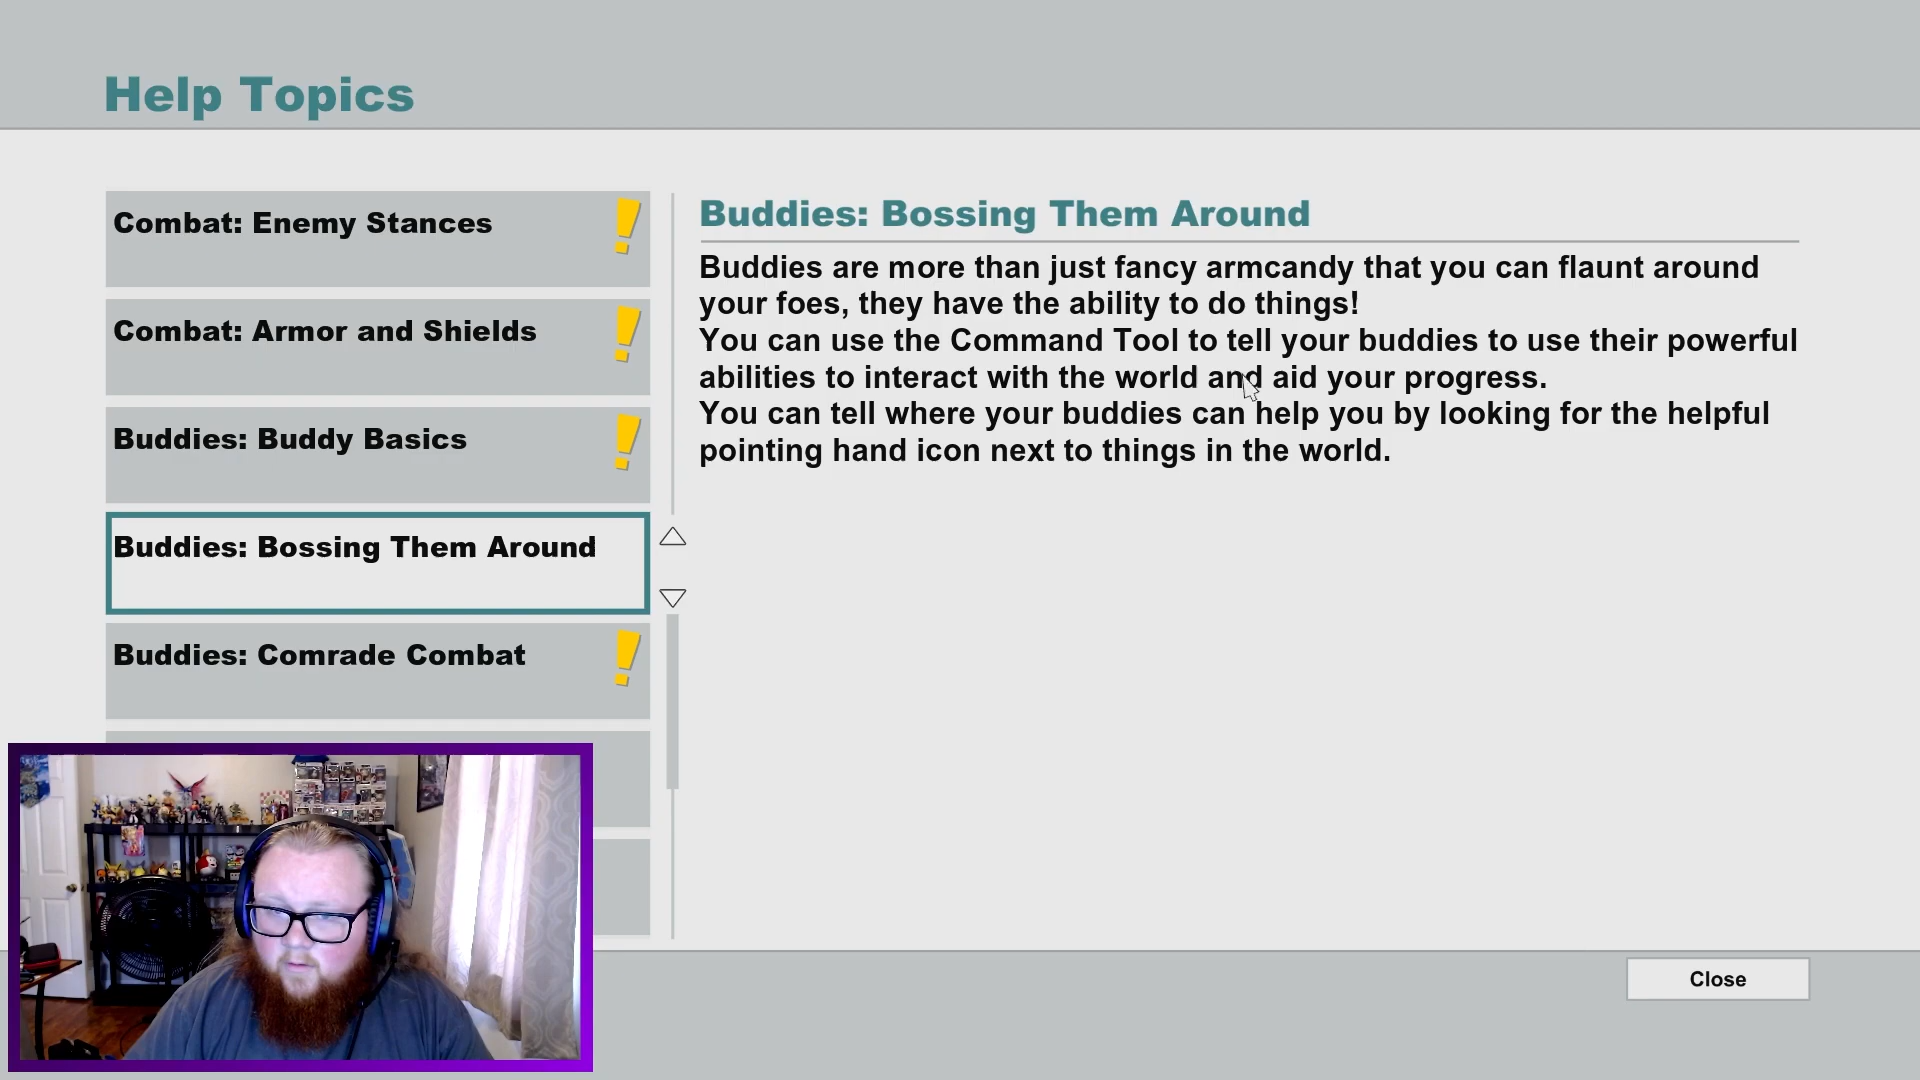 Help Topics
Combat: Enemy Stances
Combat: Armor and Shields
Buddies: Buddy Basics
Buddies: Bossing Them Around
Buddies: Comrade Combat
Buddies: Bossing Them Around
Buddies are more than just fancy armcandy that you can flaunt around
your foes, they have the ability to do things!
You can use the Command Tool to tell your buddies to use their powerful
abilities to interact with the world and aid your progress.
You can tell where your buddies can help you by looking for the helpful
pointing hand icon next to things in the world.
Close